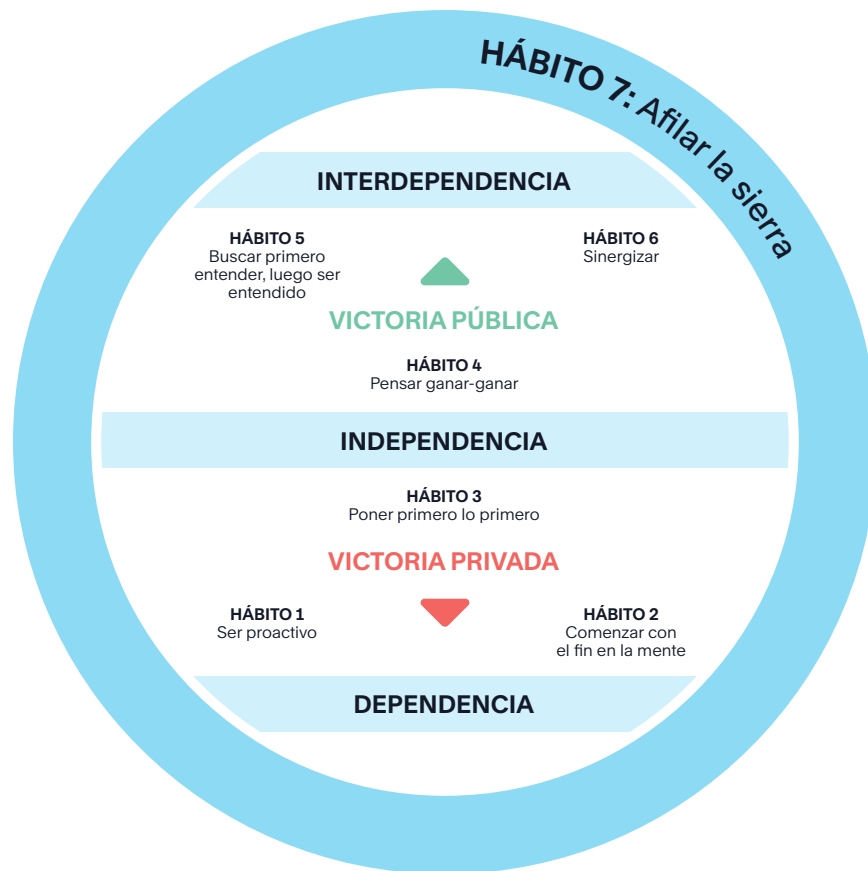 HÁBITO 7: Afilar la sierra
INTERDEPENDENCIA
HÁBITO 5
Buscar primero
entender, luego ser
entendido
HÁBITO 6
Sinergizar
VICTORIA PÚBLICA
HÁBITO 4
Pensar ganar-ganar
INDEPENDENCIA
HÁBITO 3
Poner primero lo primero
VICTORIA PRIVADA
HÁBITO 1
Ser proactivo
HÁBITO 2
Comenzar con
el fin en la mente
DEPENDENCIA